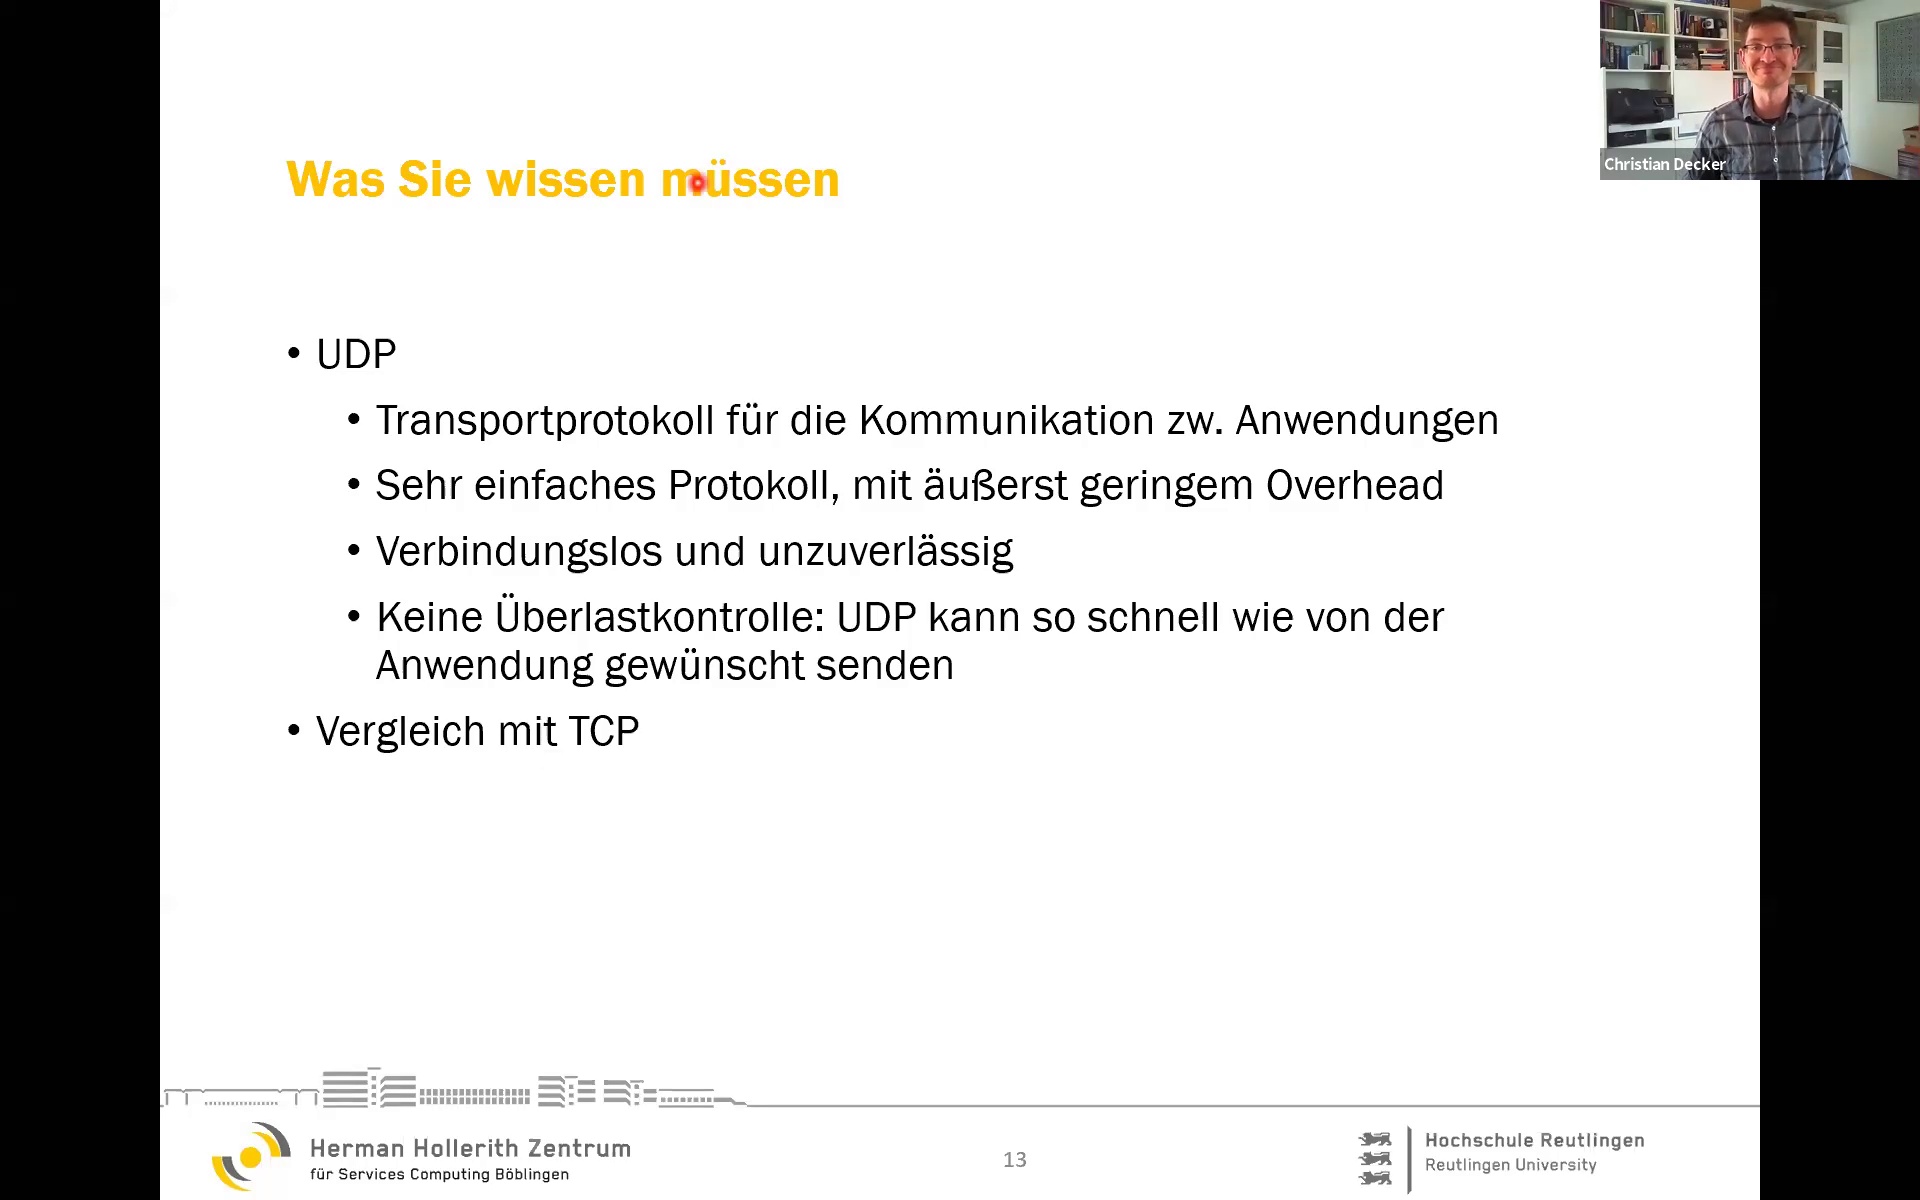 Christian Decker
Was Sie wissen müssen
• UDP
• Transportprotokoll für die Kommunikation zw. Anwendungen
• Sehr einfaches Protokoll, mit äußerst geringem Overhead
• Verbindungslos und unzuverlässig
• Keine Überlastkontrolle: UDP kann so schnell wie von der
Anwendung gewünscht senden
• Vergleich mit TCP
Herman Hollerith Zentrum
für Services Computing Böblingen
13
Hochschule Reutlingen
Reutlingen University